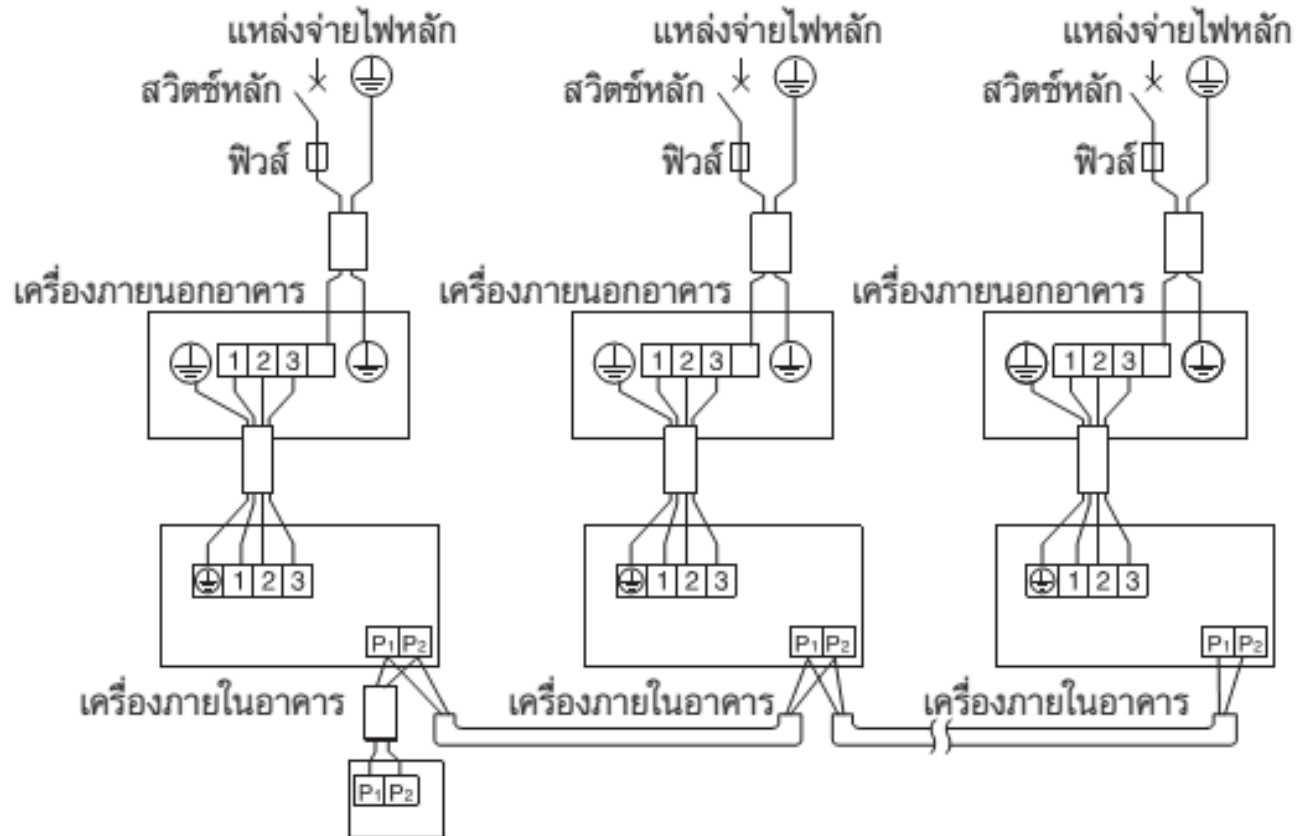 แหล่งจ่ายไฟหลัก แหล่งจ่ายไฟหลัก แหล่งจ่ายไฟหลัก
สวิตช์หลัก สวิตช์หลัก สวิตช์หลัก
ฟิวส์ ฟิวส์ ฟิวส์
เครื่องภายนอกอาคาร เครื่องภายนอกอาคาร เครื่องภายนอกอาคาร
1 2 3 1 2 3 1 2 3
1 2 3 1 2 3 1 2 3
P1 P2 P1 P2 P1 P2
เครื่องภายในอาคาร เครื่องภายในอาคาร เครื่องภายในอาคาร
P1 P2